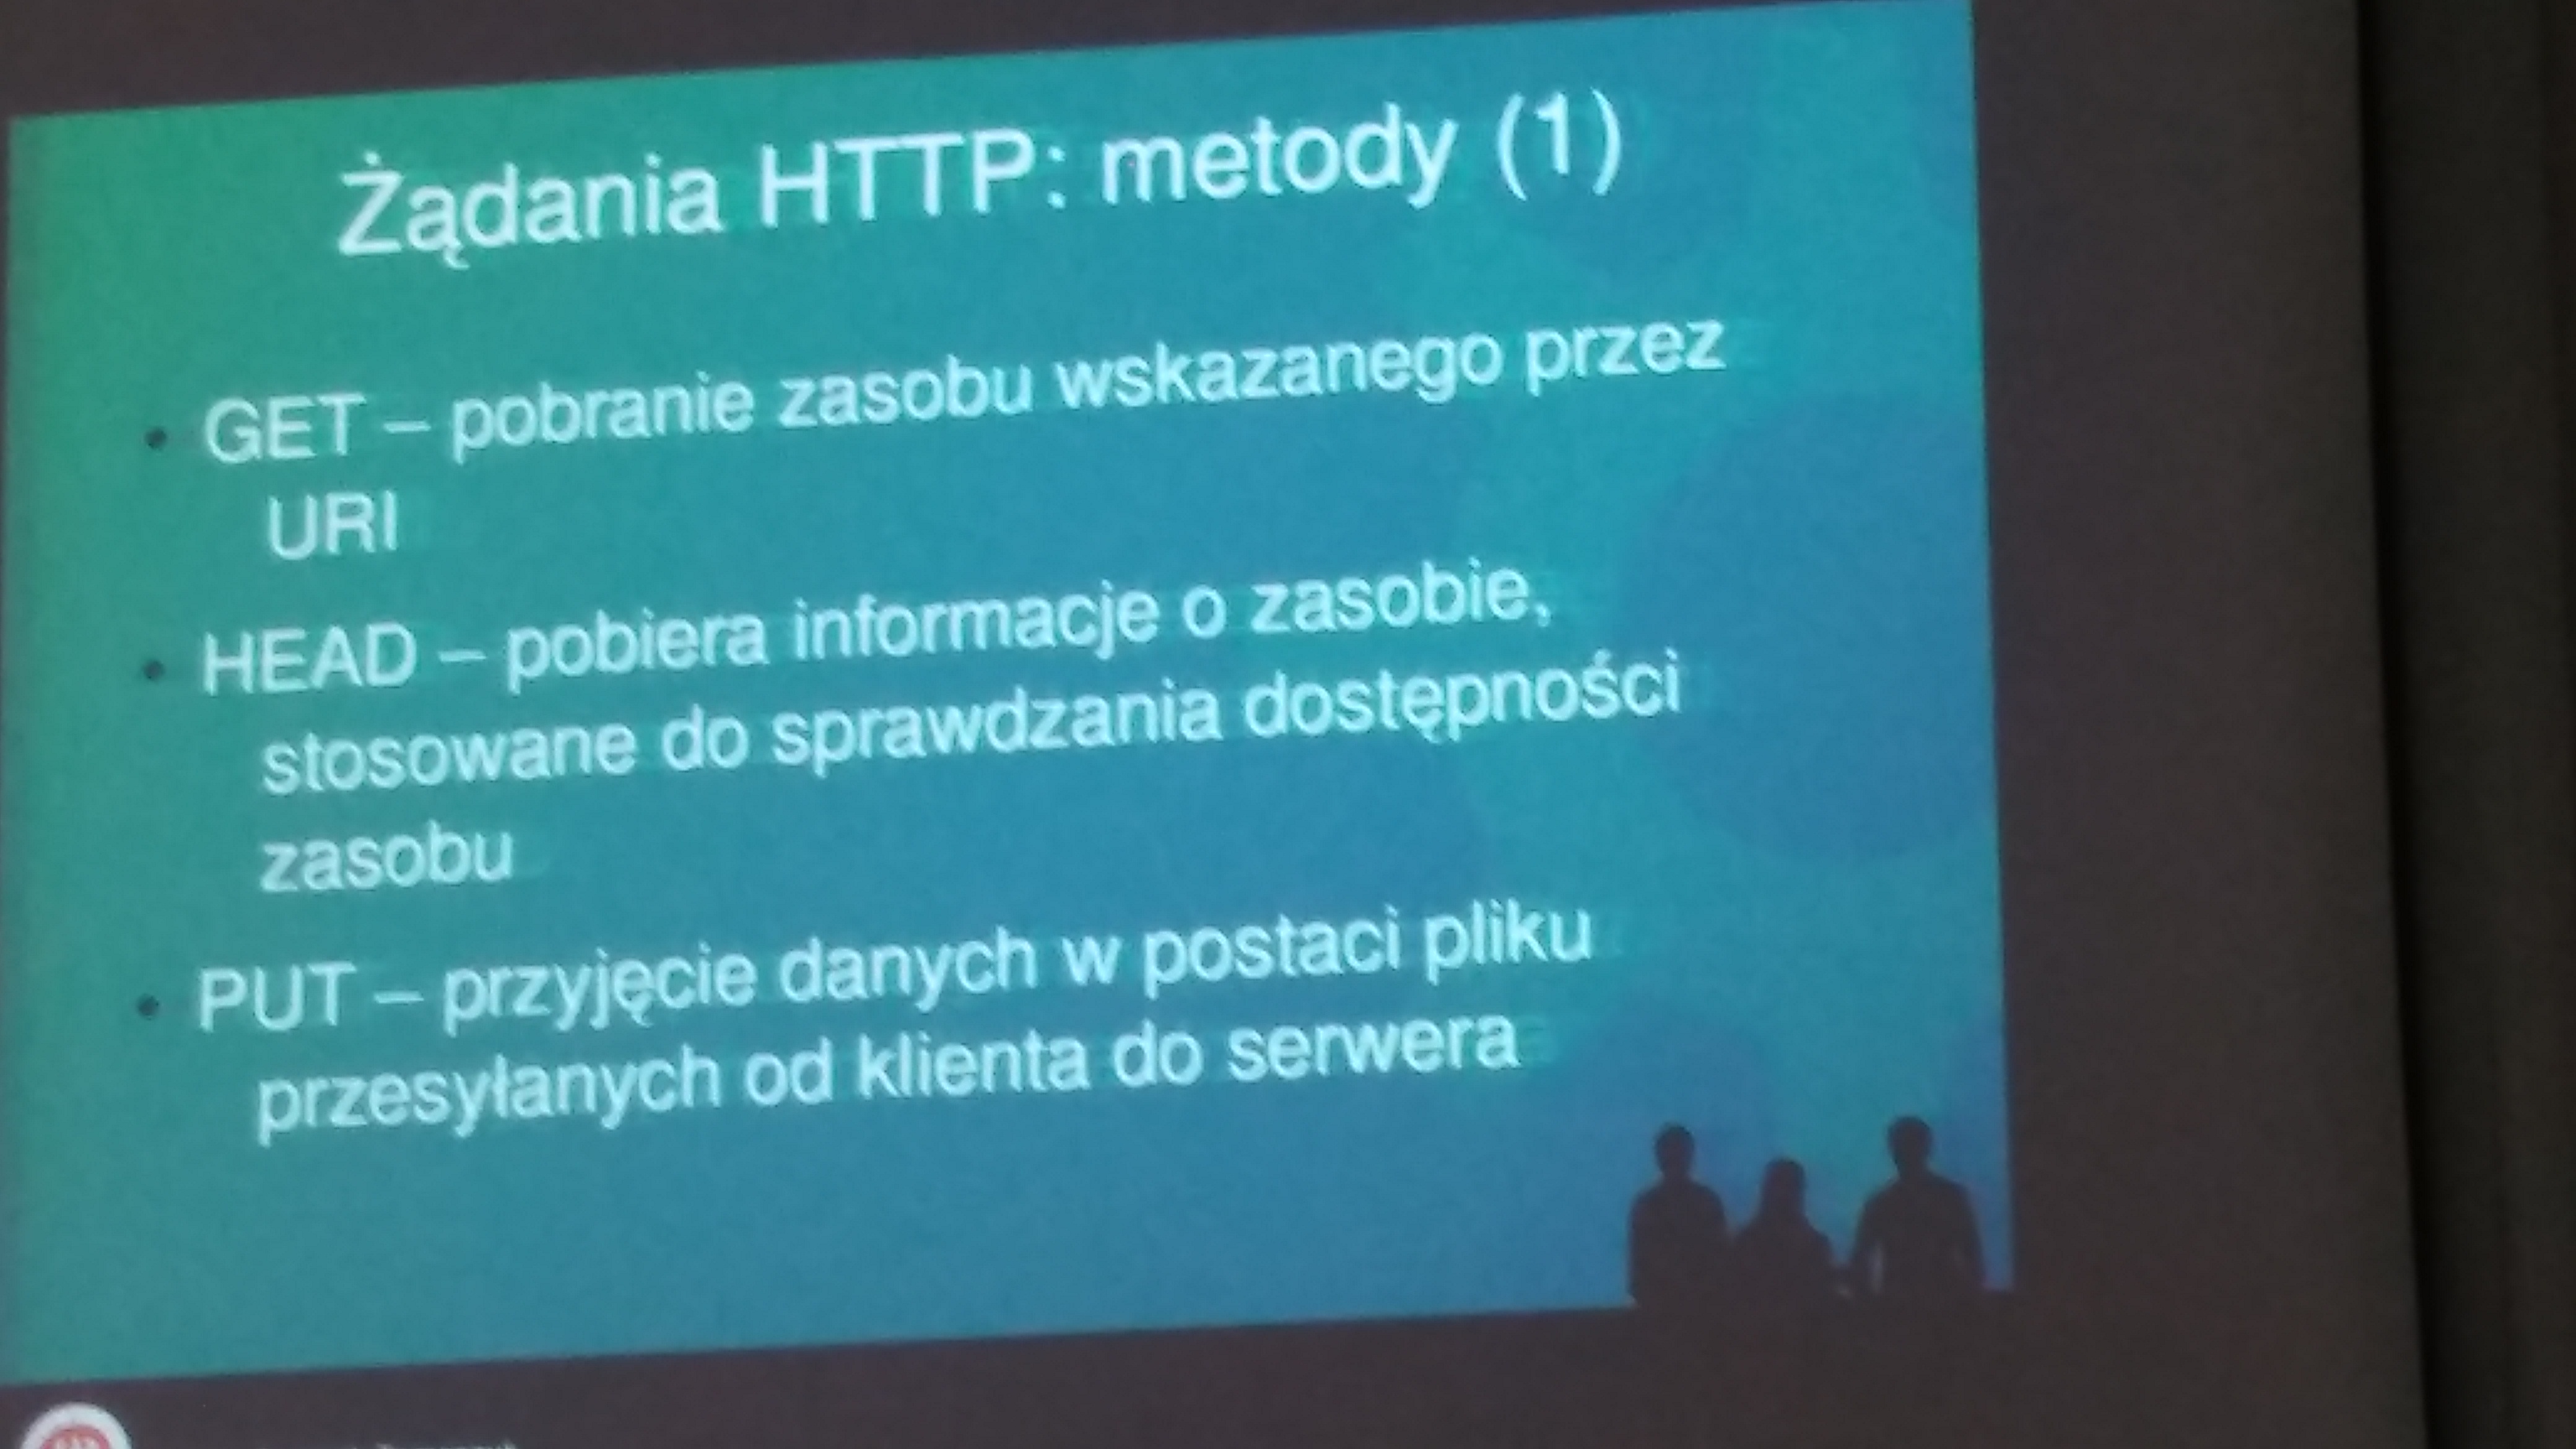 Żądania HTTP: metody (1)
• GET – pobranie zasobu wskazanego przez
URI
• HEAD – pobiera informacje o zasobie,
stosowane do sprawdzania dostępności
zasobu
• PUT – przyjęcie danych w postaci pliku
przesyłanych od klienta do serwera